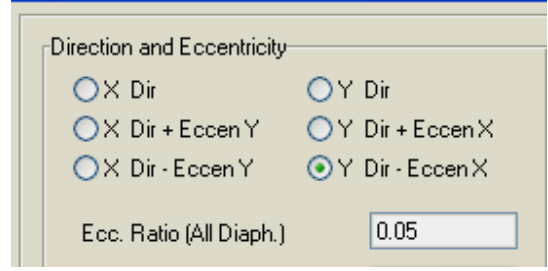 Direction and Eccentricity
X Dir Y Dir
X Dir + Eccen Y Y Dir + Eccen X
X Dir - Eccen Y Y Dir - Eccen X
Ecc. Ratio (All Diaph.) 0.05